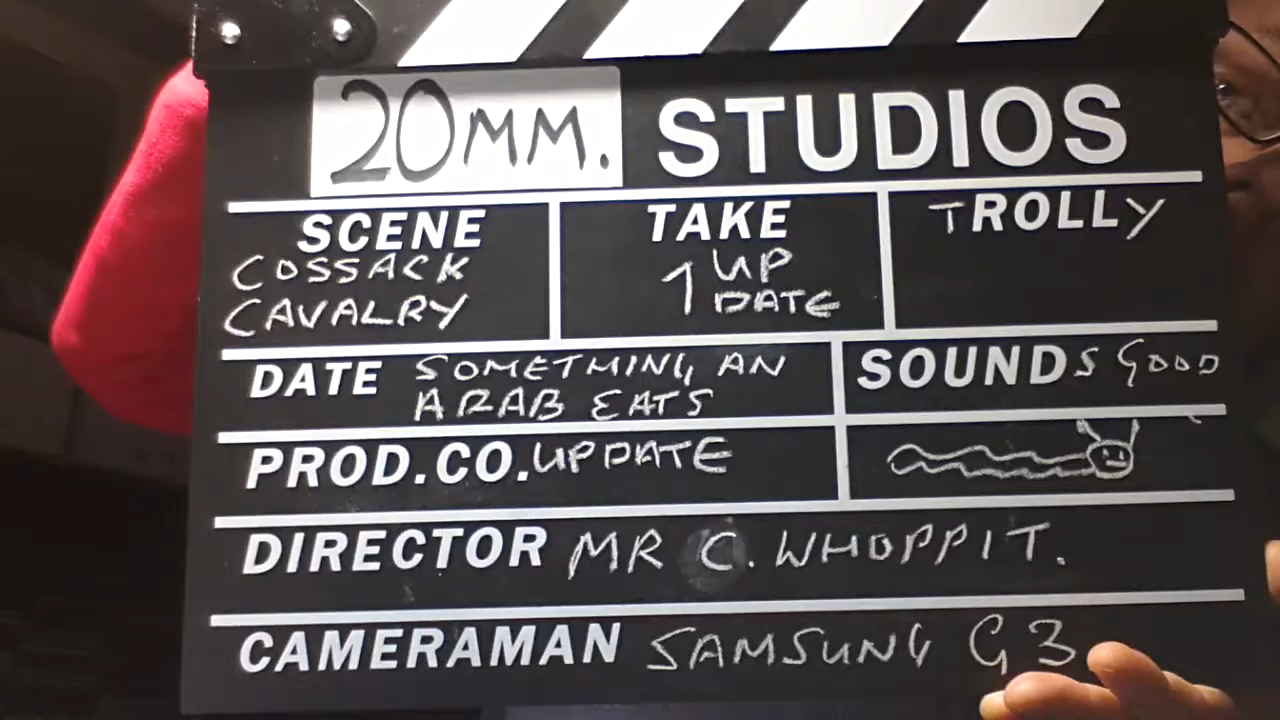 20MM. STUDIOS
SCENE
COSSACK
CAVALRY
TAKE
1 UP
DATE
TROLLY
DATE SOMETHING AN
ARAB EATS
SOUNDS GOOD
PROD.CO. UPDATE
DIRECTOR MR C. WHOPPIT.
CAMERAMAN SAMSUNG G3